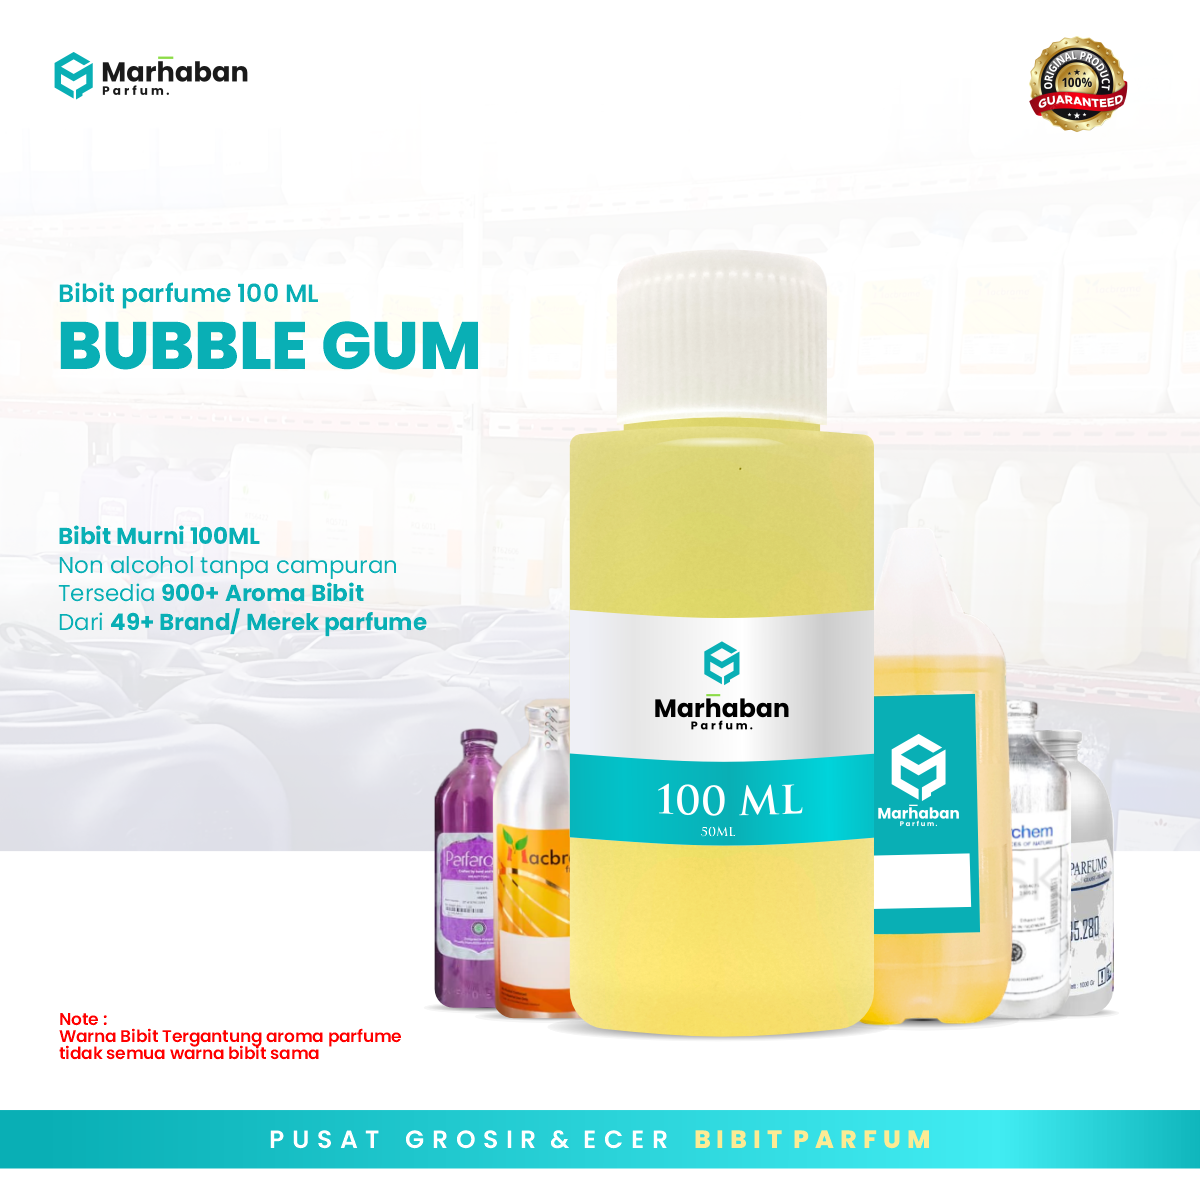 Marhaban
Parfum.
ORIGINAL PRODUCT
100%
GUARANTEED
Bibit parfume 100 ML
BUBBLE GUM
Bibit Murni 100ML
Non alcohol tanpa campuran
Tersedia 900+ Aroma Bibit
Dari 49+ Brand/ Merek parfume
Marhaban
Parfum.
100 ML
50ML
Marhaban
Parfum.
PARFUMS
Note :
Warna Bibit Tergantung aroma parfume
tidak semua warna bibit sama
PUSAT GROSIR & ECER BIBIT PARFUM